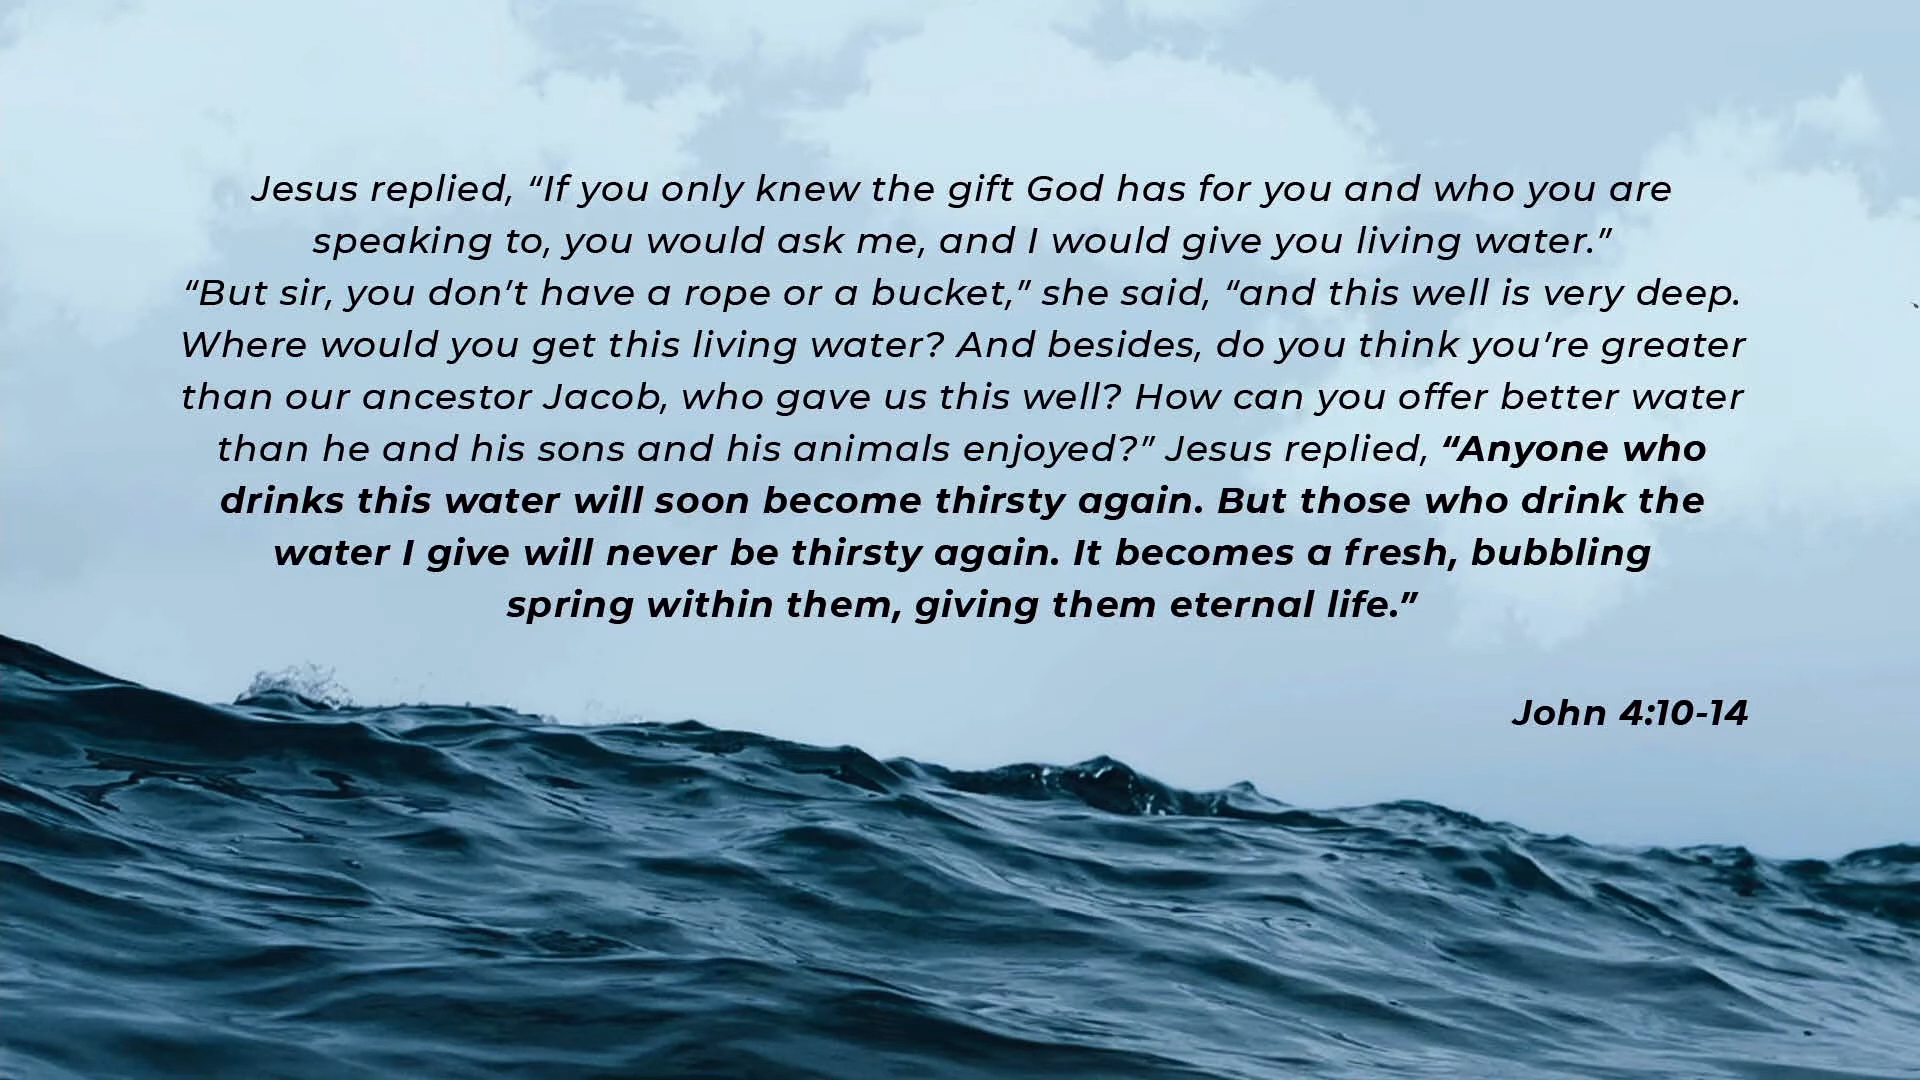 Jesus replied, “If you only knew the gift God has for you and who you are
speaking to, you would ask me, and I would give you living water.”
“But sir, you don’t have a rope or a bucket,” she said, “and this well is very deep.
Where would you get this living water? And besides, do you think you’re greater
than our ancestor Jacob, who gave us this well? How can you offer better water
than he and his sons and his animals enjoyed?” Jesus replied, “Anyone who
drinks this water will soon become thirsty again. But those who drink the
water I give will never be thirsty again. It becomes a fresh, bubbling
spring within them, giving them eternal life.”
John 4:10-14